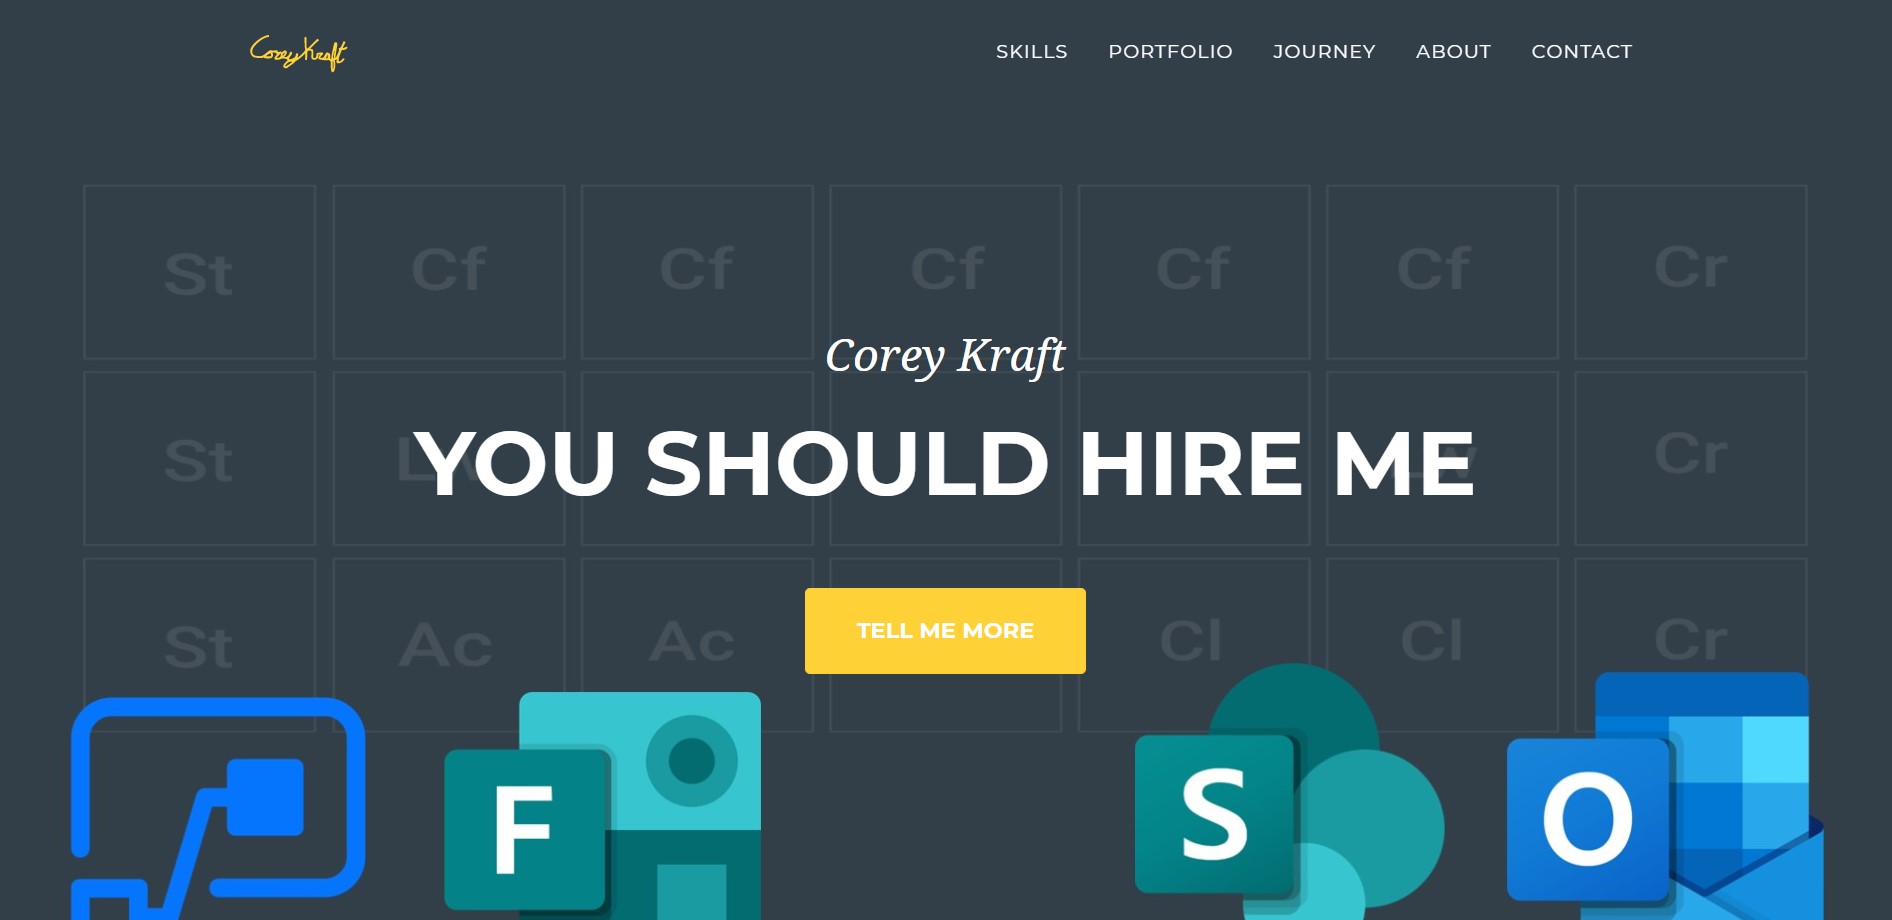 Corey Kraft
SKILLS PORTFOLIO JOURNEY ABOUT CONTACT
St Cf Cf Cf Cf Cf Cr
Corey Kraft
St Cr
YOU SHOULD HIRE ME
TELL ME MORE
St Ac Ac Cl Cl Cr
F S O